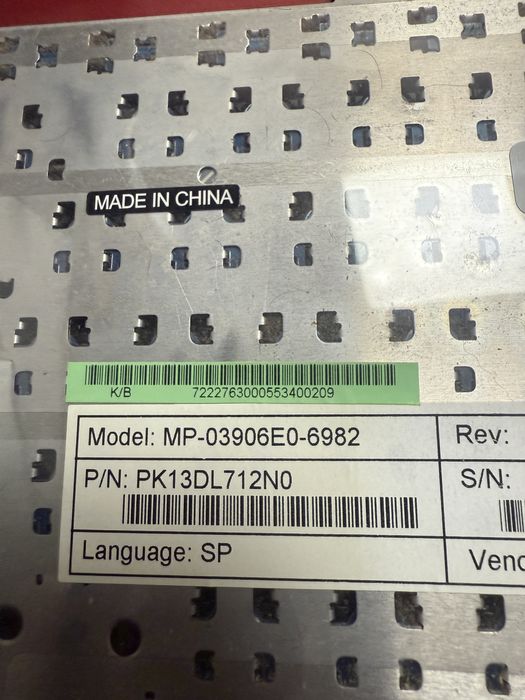 MADE IN CHINA
K/B 7222763000553400209
Model: MP-03906E0-6982 Rev:
P/N: PK13DL712N0 S/N:
Language: SP